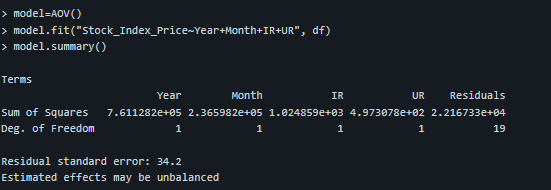 > model=AOV()
> model.fit("Stock_Index_Price~Year+Month+IR+UR", df)
> model.summary()
Terms
Year Month IR UR Residuals
Sum of Squares 7.611282e+05 2.365982e+05 1.024859e+03 4.973078e+02 2.216733e+04
Deg. of Freedom 1 1 1 1 19
Residual standard error: 34.2
Estimated effects may be unbalanced